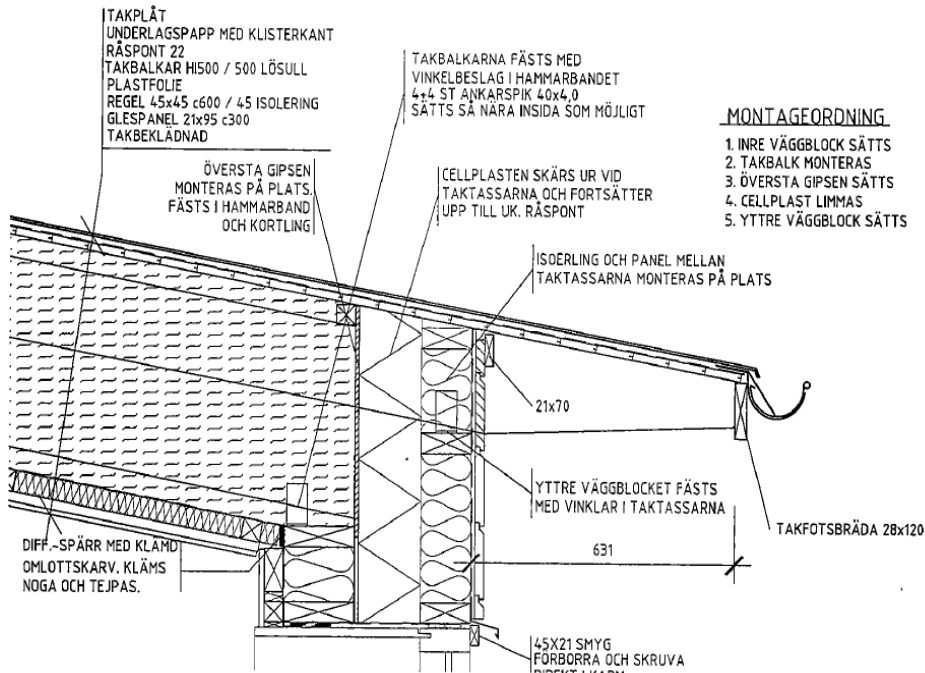 TAKPLÅT
UNDERLAGSPAPP MED KLISTERKANT
RÅSPONT 22
TAKBALKAR HI500 / 500 LÖSULL
PLASTFOLIE
REGEL 45x45 c600 / 45 ISOLERING
GLESPANEL 21x95 c300
TAKBEKLÄDNAD
TAKBALKARNA FÄSTS MED
VINKELBESLAG I HAMMARBANDET
4+4 ST ANKARSPIK 40x4,0
SÄTTS SÅ NÄRA INSIDA SOM MÖJLIGT
MONTAGEORDNING
1. INRE VÄGGBLOCK SÄTTS
2. TAKBALK MONTERAS
3. ÖVERSTA GIPSEN SÄTTS
4. CELLPLAST LIMMAS
5. YTTRE VÄGGBLOCK SÄTTS
ÖVERSTA GIPSEN
MONTERAS PÅ PLATS.
FÄSTS I HAMMARBAND
OCH KORTLING
CELLPLASTEN SKÄRS UR VID
TAKTASSARNA OCH FORTSÄTTER
UPP TILL UK. RÅSPONT
ISOERLING OCH PANEL MELLAN
TAKTASSARNA MONTERAS PÅ PLATS
21x70
YTTRE VÄGGBLOCKET FÄSTS
MED VINKLAR I TAKTASSARNA
TAKFOTSBRÄDA 28x120
631
DIFF.-SPÄRR MED KLÄMD
OMLOTTSKARV. KLÄMS
NOGA OCH TEJPAS.
45X21 SMYG
FÖRBORRA OCH SKRUVA